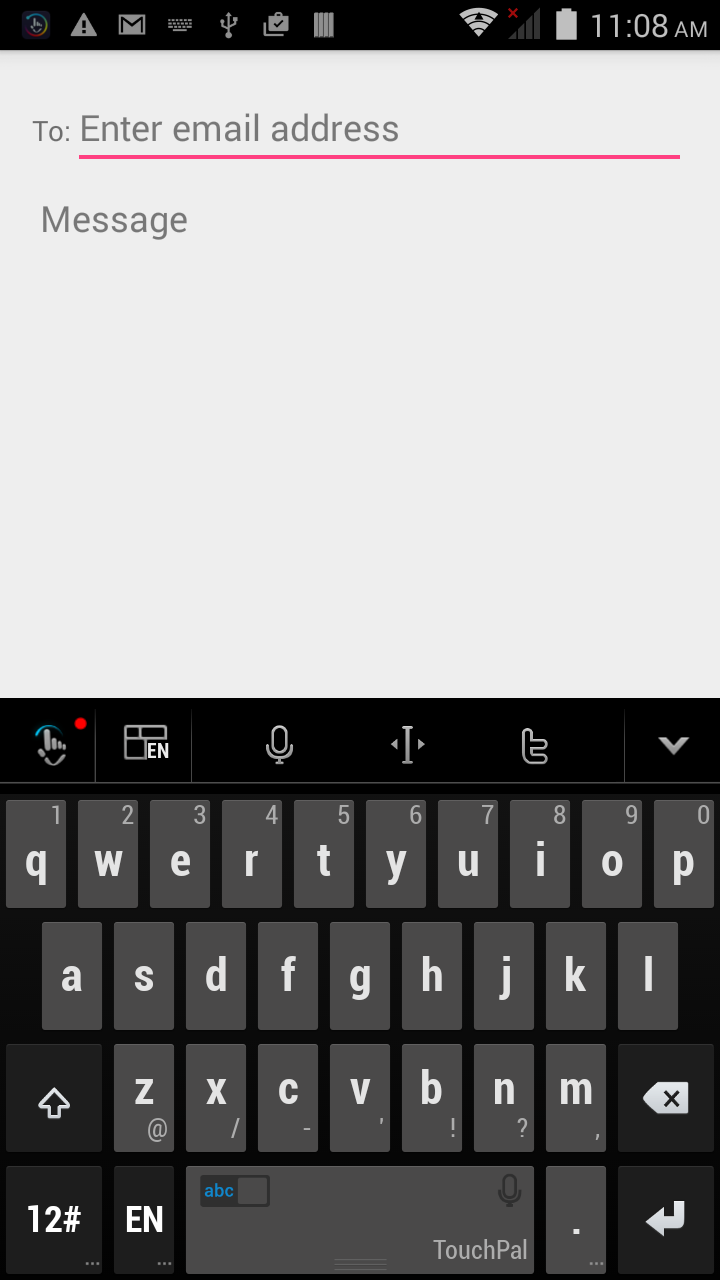 11:08 AM
To: Enter email address
Message
EN
1 2 3 4 5 6 7 8 9 0
q w e r t y u i o p
a s d f g h j k l
z x c v b n m
@ / - ' ! ? ,
abc
12# EN .
TouchPal